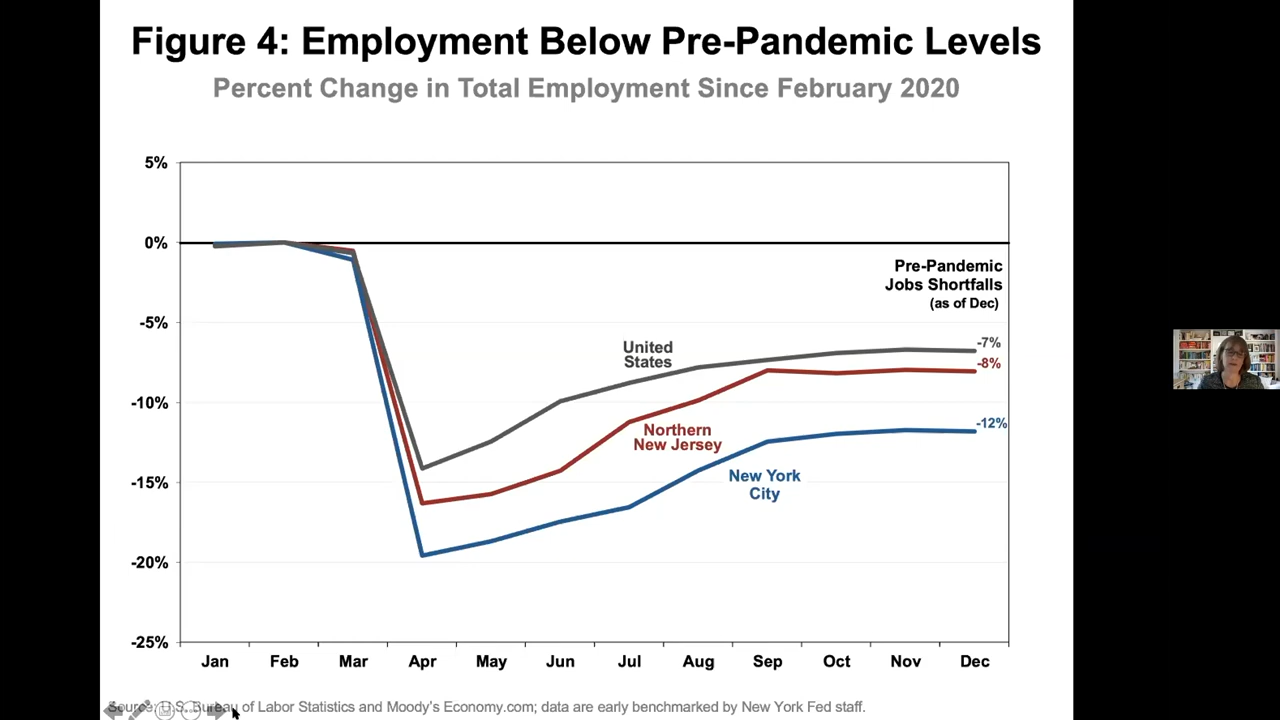 Figure 4: Employment Below Pre-Pandemic Levels
Percent Change in Total Employment Since February 2020
5%
0%
Pre-Pandemic
Jobs Shortfalls
(as of Dec)
-5%
United
States
-7%
-8%
-10%
Northern
New Jersey
-12%
-15%
New York
City
-20%
-25%
Jan Feb Mar Apr May Jun Jul Aug Sep Oct Nov Dec
Source: U.S. Bureau of Labor Statistics and Moody's Economy.com; data are early benchmarked by New York Fed staff.